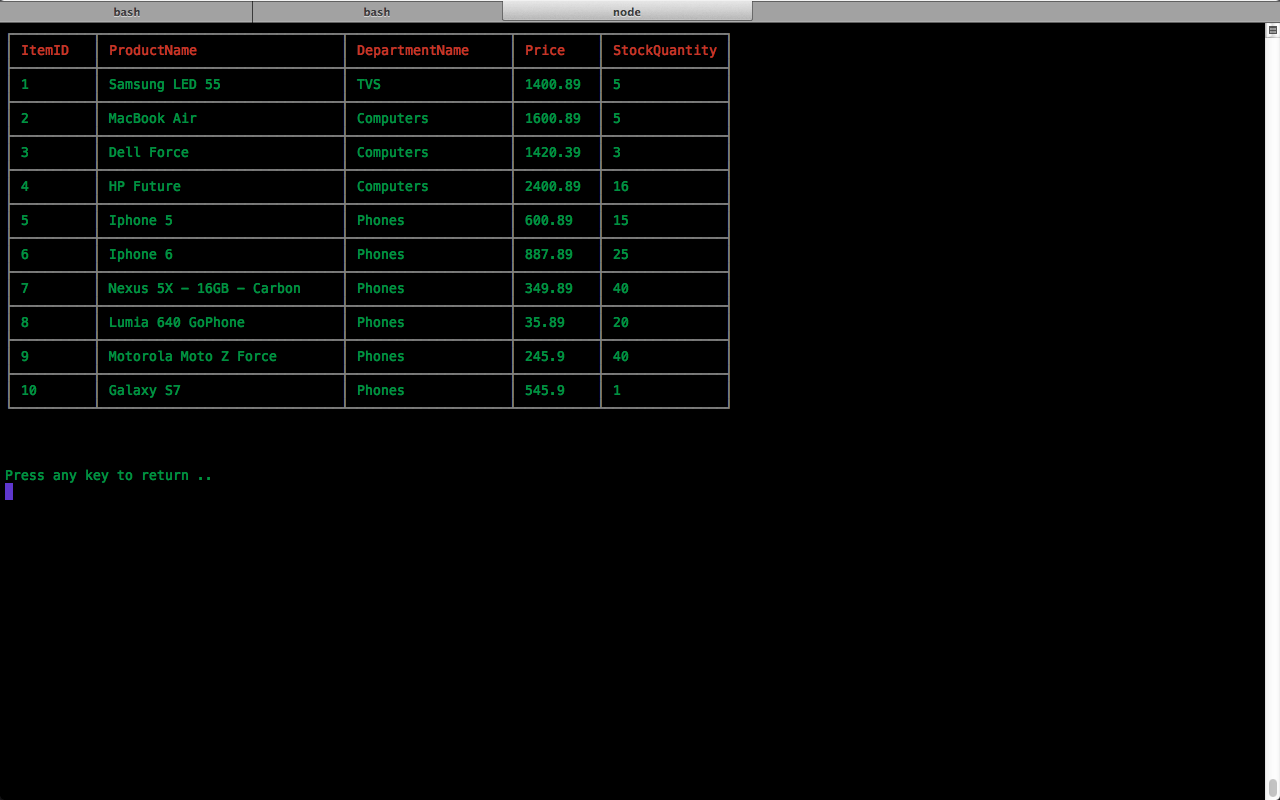 bash bash node
ItemID ProductName DepartmentName Price StockQuantity
1 Samsung LED 55 TVS 1400.89 5
2 MacBook Air Computers 1600.89 5
3 Dell Force Computers 1420.39 3
4 HP Future Computers 2400.89 16
5 Iphone 5 Phones 600.89 15
6 Iphone 6 Phones 887.89 25
7 Nexus 5X – 16GB – Carbon Phones 349.89 40
8 Lumia 640 GoPhone Phones 35.89 20
9 Motorola Moto Z Force Phones 245.9 40
10 Galaxy S7 Phones 545.9 1
Press any key to return ..